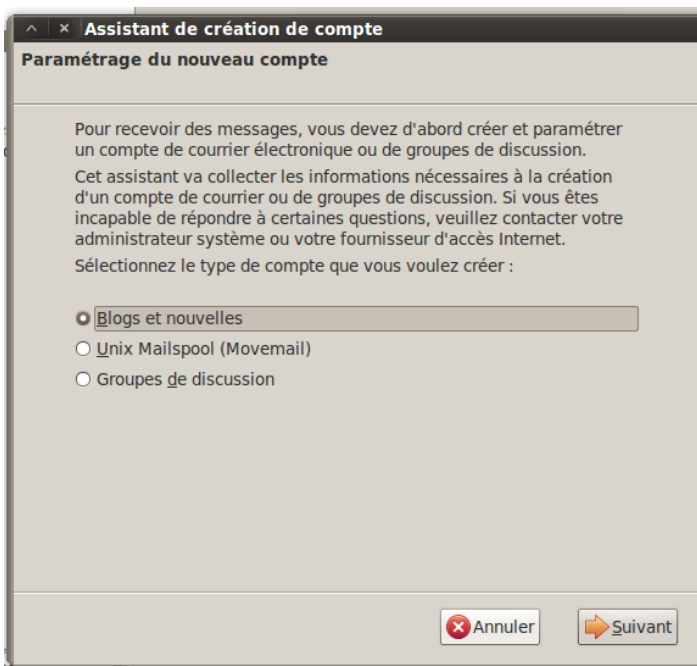 Assistant de création de compte
Paramétrage du nouveau compte
Pour recevoir des messages, vous devez d'abord créer et paramétrer
un compte de courrier électronique ou de groupes de discussion.
Cet assistant va collecter les informations nécessaires à la création
d'un compte de courrier ou de groupes de discussion. Si vous êtes
incapable de répondre à certaines questions, veuillez contacter votre
administrateur système ou votre fournisseur d'accès Internet.
Sélectionnez le type de compte que vous voulez créer :
Blogs et nouvelles
Unix Mailspool (Movemail)
Groupes de discussion
Annuler
Suivant